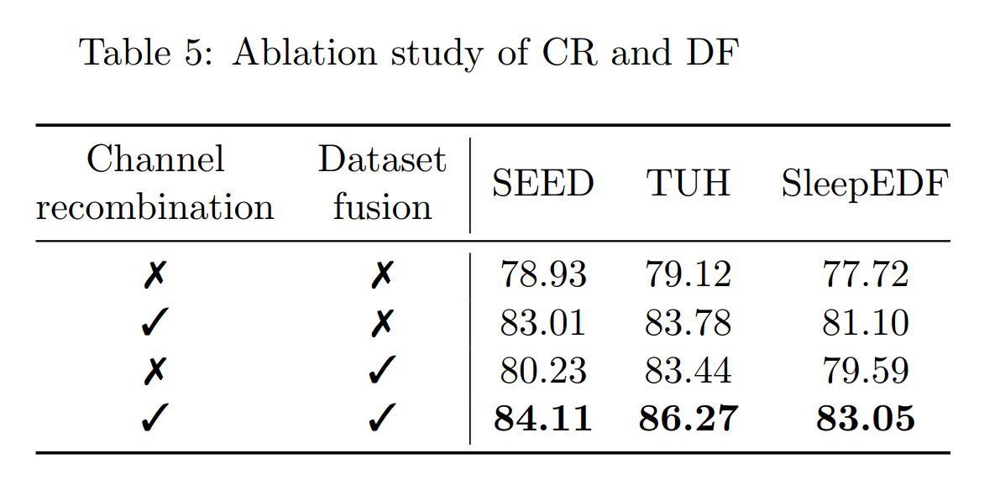 Table 5: Ablation study of CR and DF
Channel recombination Dataset fusion SEED TUH SleepEDF
✗ ✗ 78.93 79.12 77.72
✓ ✗ 83.01 83.78 81.10
✗ ✓ 80.23 83.44 79.59
✓ ✓ 84.11 86.27 83.05